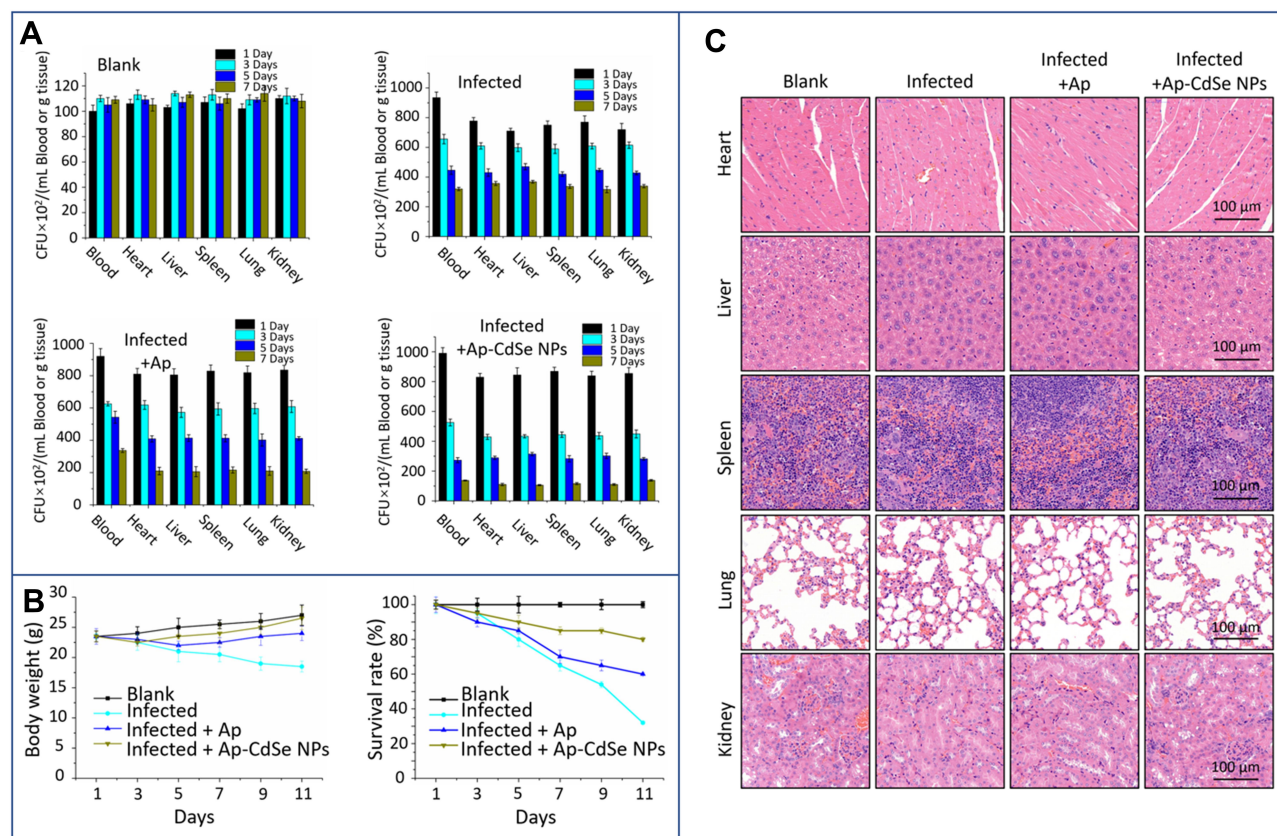 A
Blank
1 Day
3 Days
5 Days
7 Days
CFU×10²/(mL Blood or g tissue)
120
100
80
60
40
20
0
Blood
Heart
Liver
Spleen
Lung
Kidney
Infected
1 Day
3 Days
5 Days
7 Days
CFU×10²/(mL Blood or g tissue)
1000
800
600
400
200
0
Blood
Heart
Liver
Spleen
Lung
Kidney
Infected
+Ap
1 Day
3 Days
5 Days
7 Days
CFU×10²/(mL Blood or g tissue)
1000
800
600
400
200
0
Blood
Heart
Liver
Spleen
Lung
Kidney
Infected
+Ap-CdSe NPs
1 Day
3 Days
5 Days
7 Days
CFU×10²/(mL Blood or g tissue)
1000
800
600
400
200
0
Blood
Heart
Liver
Spleen
Lung
Kidney
B
Body weight (g)
30
25
20
15
10
5
0
Blank
Infected
Infected + Ap
Infected + Ap-CdSe NPs
1 3 5 7 9 11
Days
Survival rate (%)
100
80
60
40
20
0
Blank
Infected
Infected + Ap
Infected + Ap-CdSe NPs
1 3 5 7 9 11
Days
C
Blank
Infected
Infected
+Ap
Infected
+Ap-CdSe NPs
Heart
100 μm
Liver
100 μm
Spleen
100 μm
Lung
100 μm
Kidney
100 μm